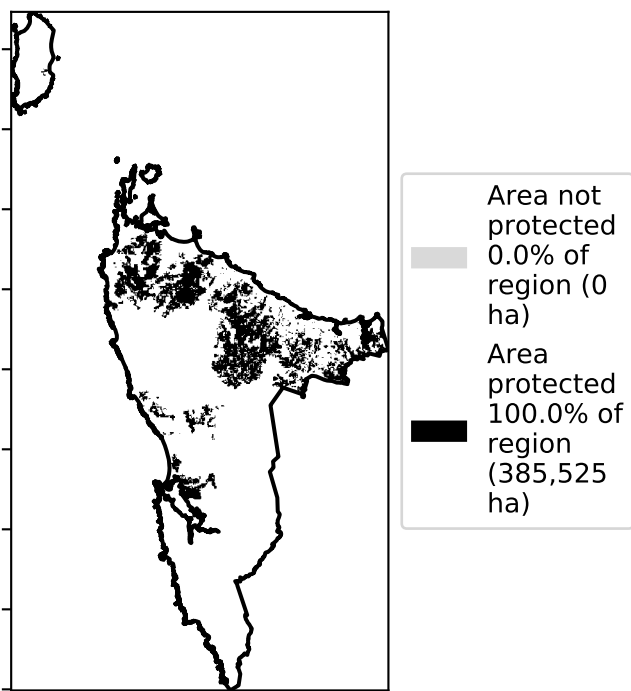 Area not
protected
0.0% of
region (0
ha)
Area
protected
100.0% of
region
(385,525
ha)